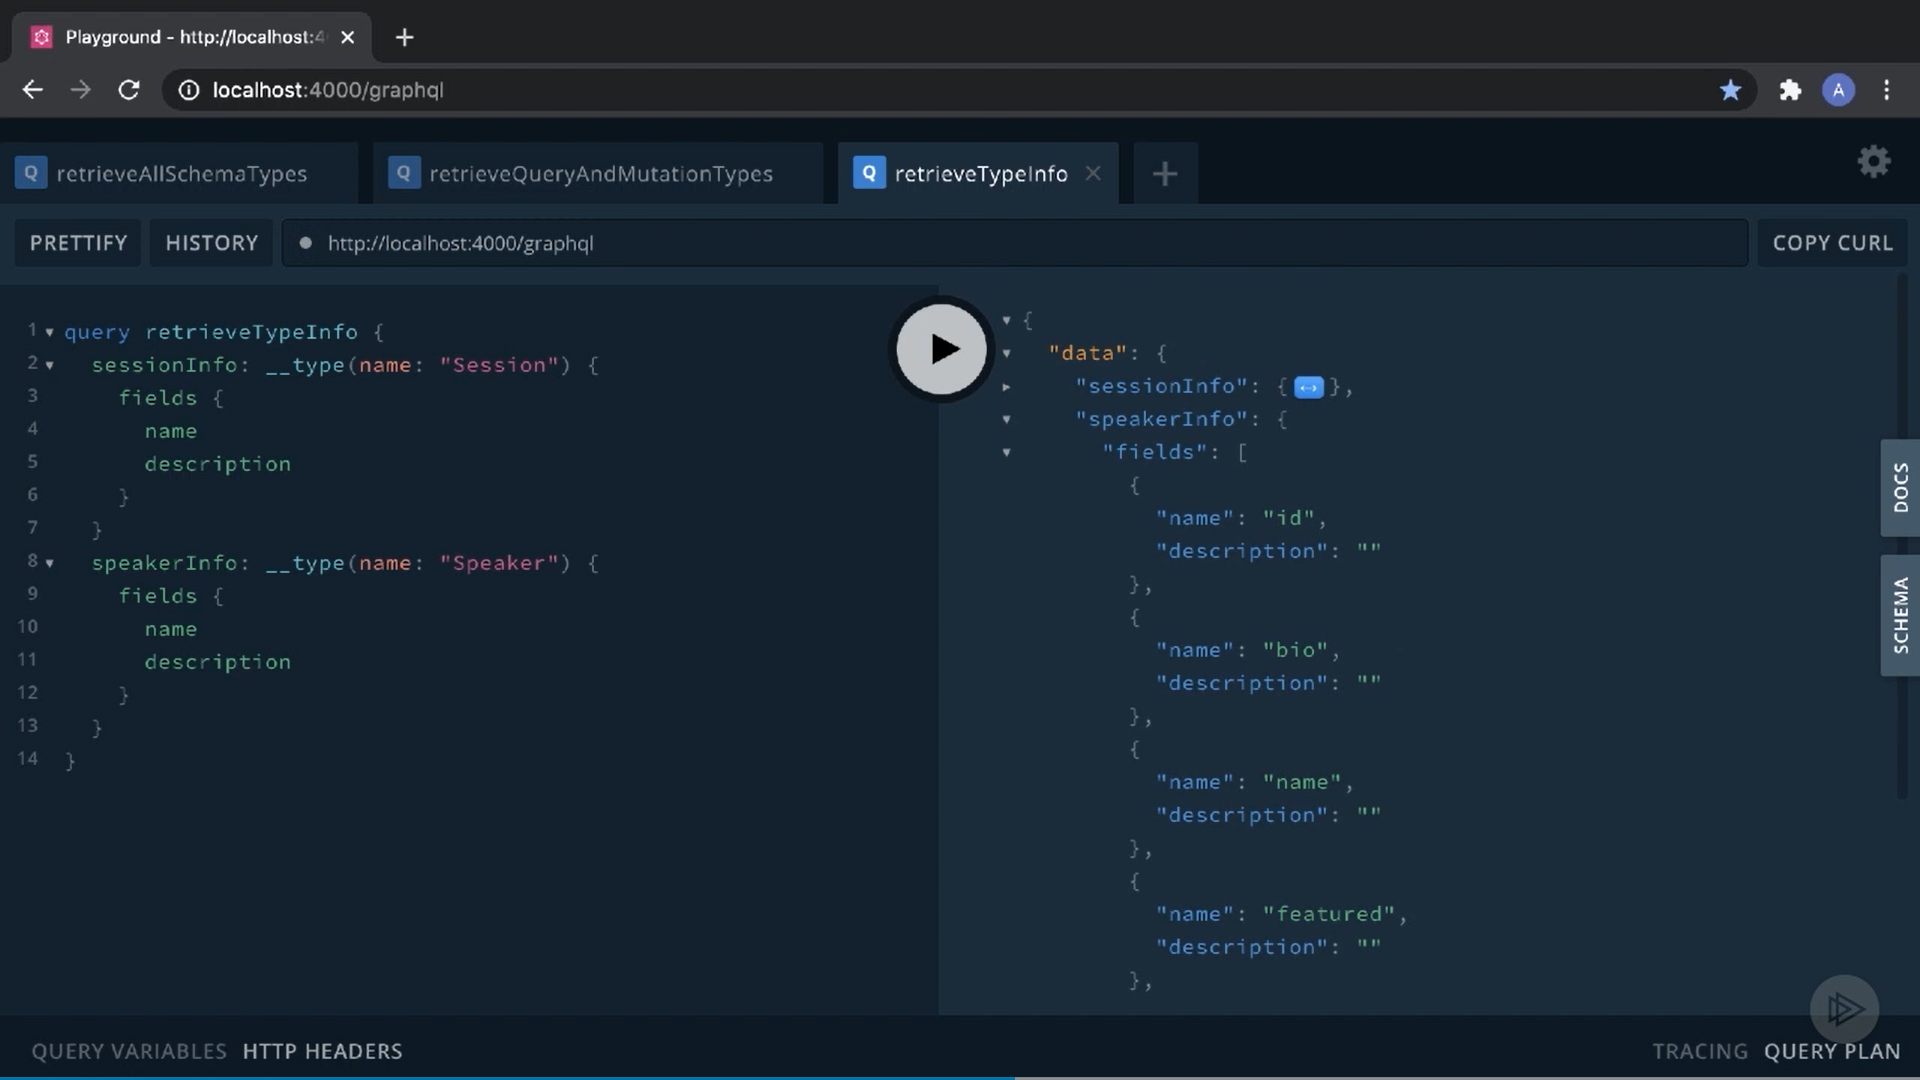 Playground - http://localhost:4
localhost:4000/graphql
A
Q retrieveAllSchemaTypes
Q retrieveQueryAndMutationTypes
Q retrieveTypeInfo
PRETTIFY
HISTORY
http://localhost:4000/graphql
COPY CURL
1 query retrieveTypeInfo {
2 sessionInfo: __type(name: "Session") {
3 fields {
4 name
5 description
6 }
7 }
8 speakerInfo: __type(name: "Speaker") {
9 fields {
10 name
11 description
12 }
13 }
14 }
{
"data": {
"sessionInfo": {↔},
"speakerInfo": {
"fields": [
{
"name": "id",
"description": ""
},
{
"name": "bio",
"description": ""
},
{
"name": "name",
"description": ""
},
{
"name": "featured",
"description": ""
},
DOCS
SCHEMA
QUERY VARIABLES
HTTP HEADERS
TRACING
QUERY PLAN